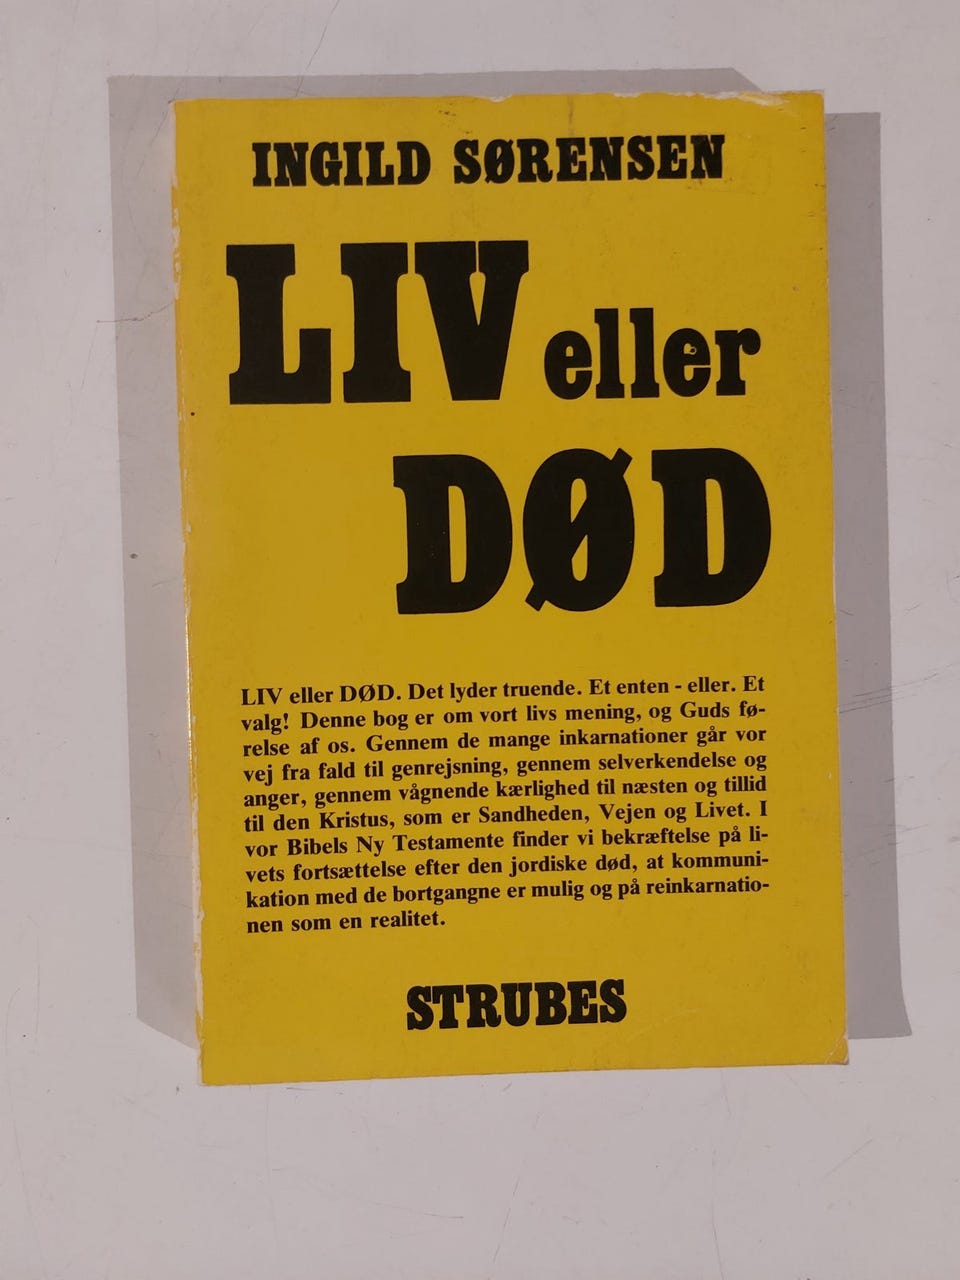 INGILD SØRENSEN
LIV eller
DØD
LIV eller DØD. Det lyder truende. Et enten - eller. Et
valg! Denne bog er om vort livs mening, og Guds fø-
relse af os. Gennem de mange inkarnationer går vor
vej fra fald til genrejsning, gennem selverkendelse og
anger, gennem vågnende kærlighed til næsten og tillid
til den Kristus, som er Sandheden, Vejen og Livet. I
vor Bibels Ny Testamente finder vi bekræftelse på li-
vets fortsættelse efter den jordiske død, at kommuni-
kation med de bortgangne er mulig og på reinkarnatio-
nen som en realitet.
STRUBES